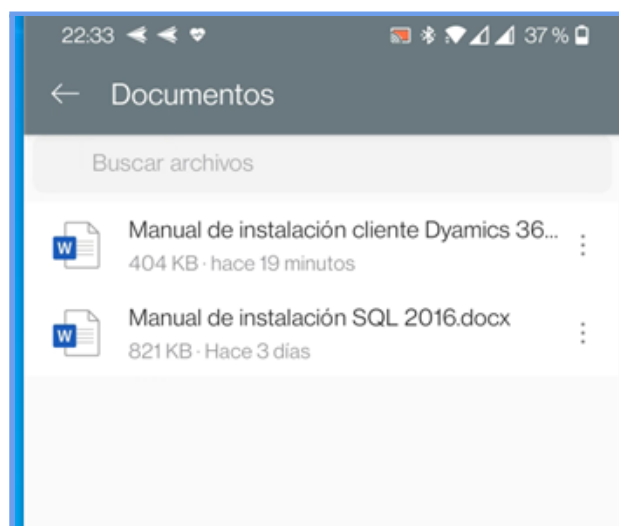 22:33 37 %
Documentos
Buscar archivos
Manual de instalación cliente Dyamics 36...
W
404 KB · hace 19 minutos
Manual de instalación SQL 2016.docx
W
821 KB · Hace 3 días